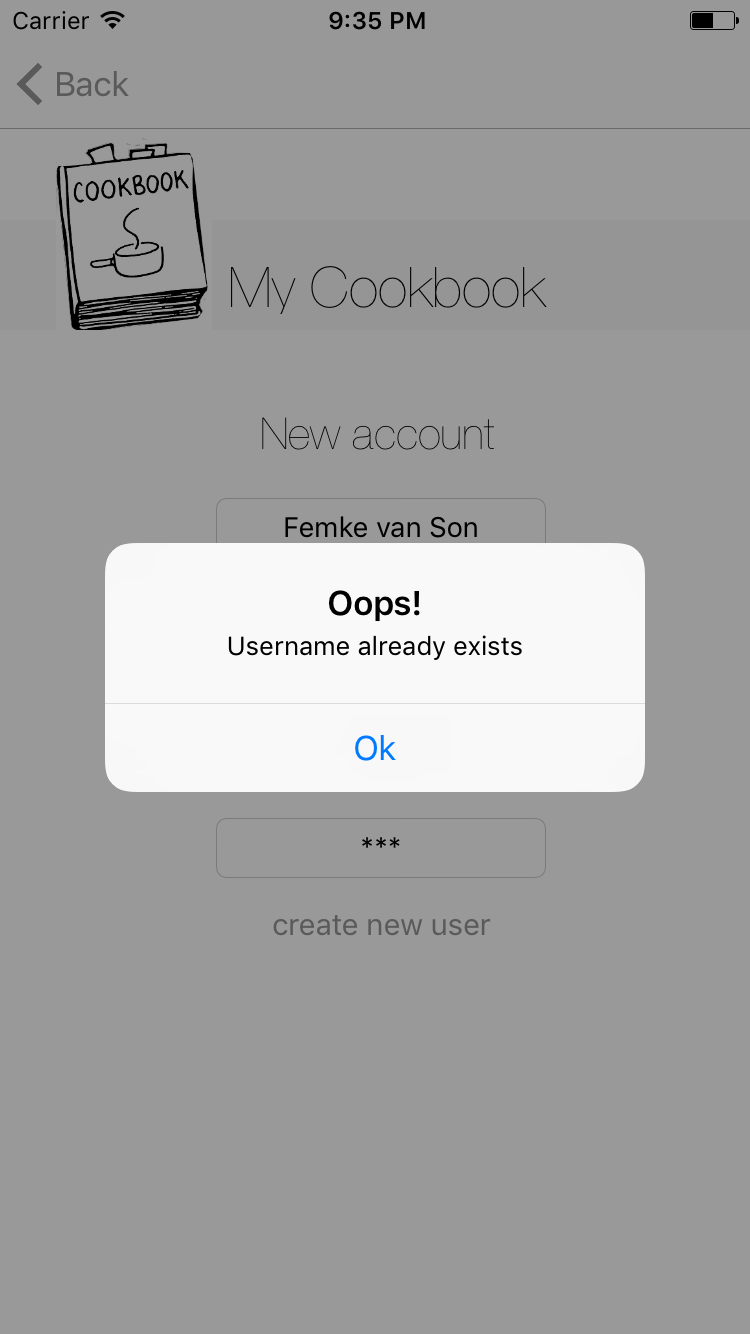 Carrier 9:35 PM
Back
COOKBOOK
My Cookbook
New account
Femke van Son
Oops!
Username already exists
Ok
***
create new user